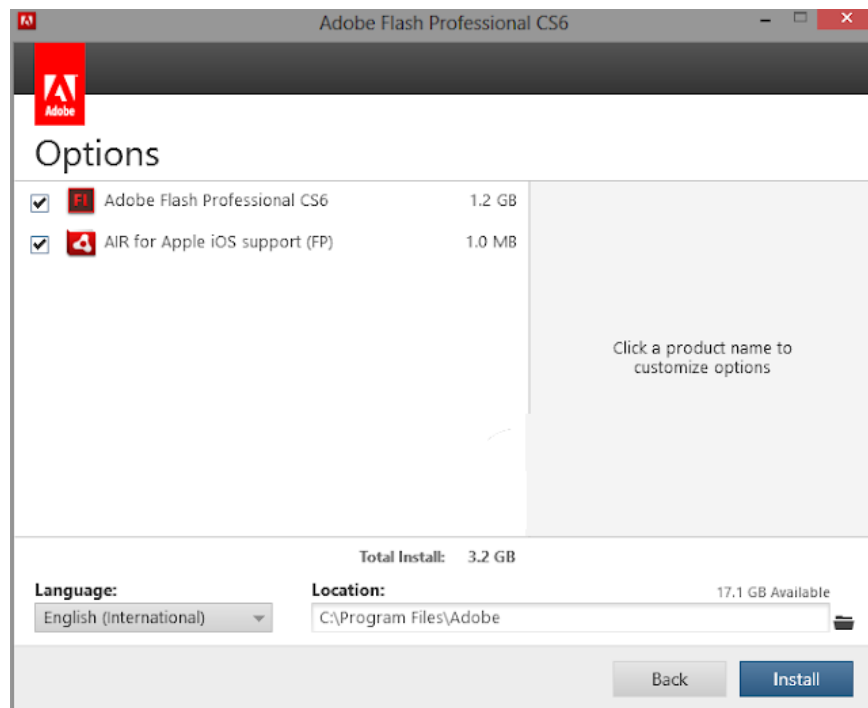 Adobe Flash Professional CS6
Adobe
Options
Adobe Flash Professional CS6 1.2 GB
AIR for Apple iOS support (FP) 1.0 MB
Click a product name to
customize options
Total Install: 3.2 GB
Language:
Location:
17.1 GB Available
English (International)
C:\Program Files\Adobe
Back
Install